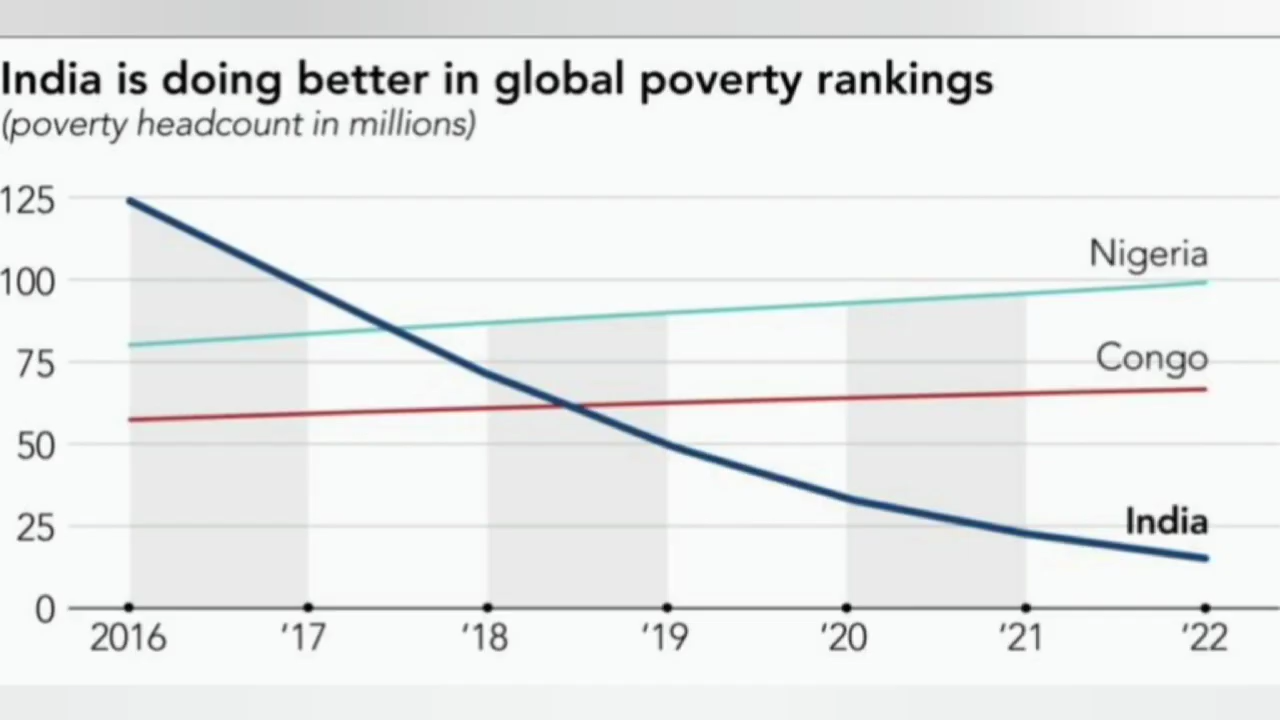 India is doing better in global poverty rankings
(poverty headcount in millions)
125
100
75
50
25
0
Nigeria
Congo
India
2016 '17 '18 '19 '20 '21 '22